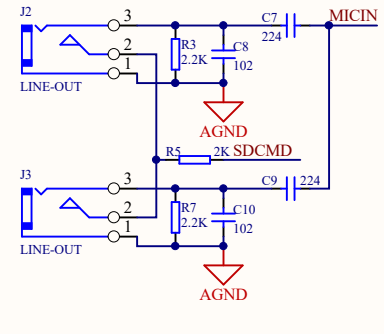 J2
3
C7
MICIN
224
2
R3
2.2K
C8
102
1
LINE-OUT
AGND
R5
2K
SDCMD
J3
3
C9
224
2
R7
2.2K
C10
102
1
LINE-OUT
AGND